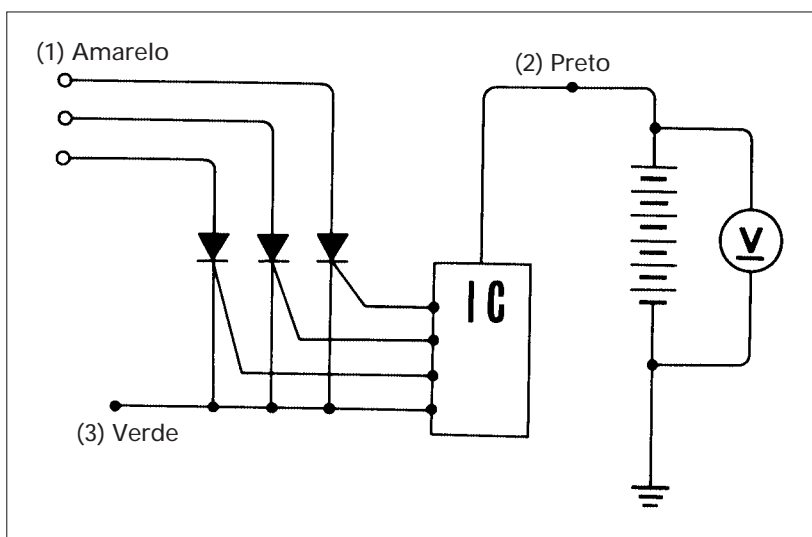 (1) Amarelo
(2) Preto
IC
V
(3) Verde